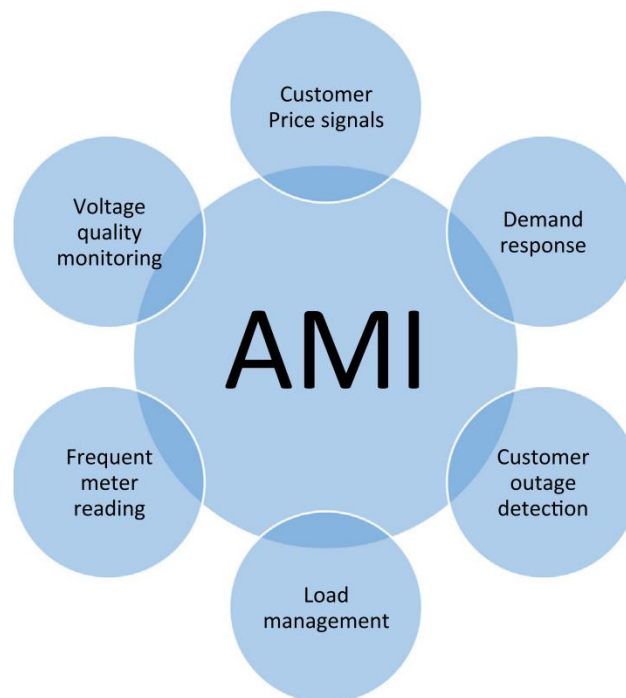 Customer
Price signals
Demand
response
Customer
outage
detection
Load
management
Frequent
meter
reading
Voltage
quality
monitoring
AMI